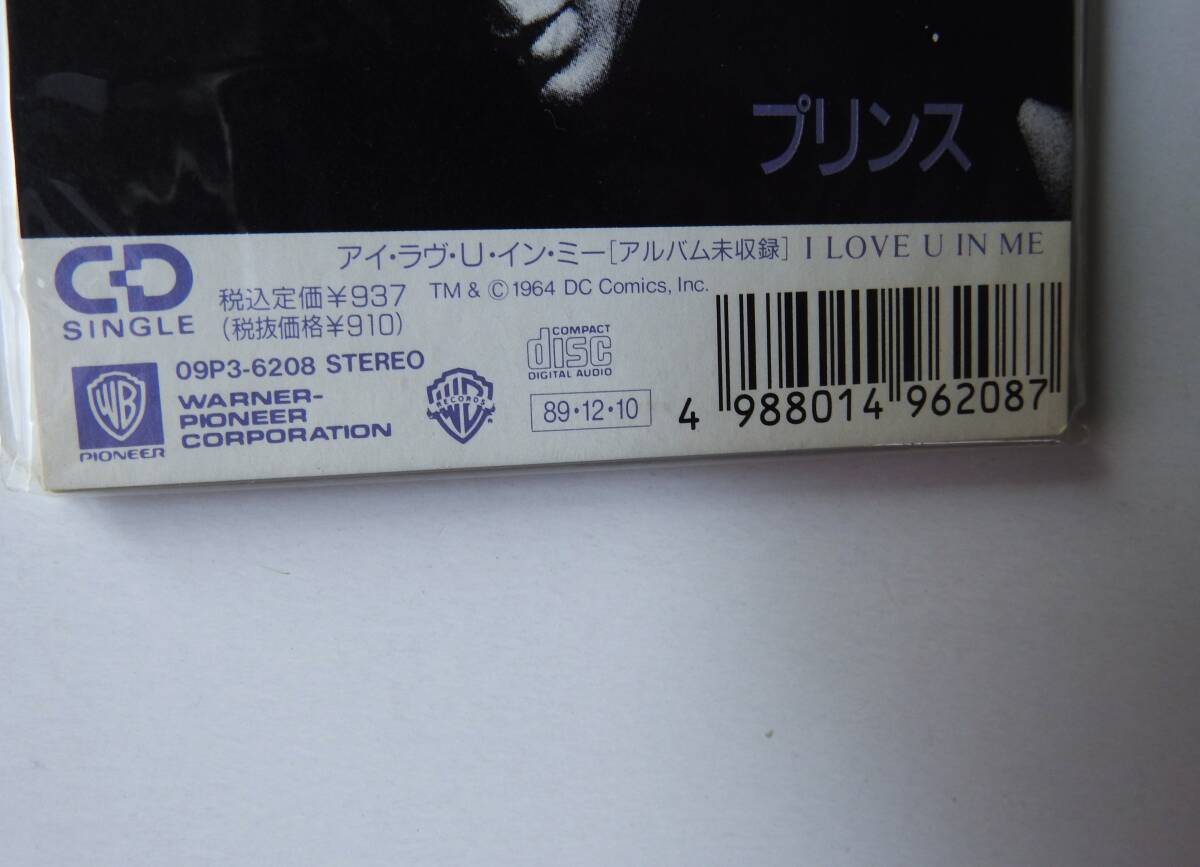 プリンス
アイ・ラヴ・U・イン・ミー[アルバム未収録] I LOVE U IN ME
CD
SINGLE
税込定価¥937
(税抜価格¥910)
TM & ©1964 DC Comics, Inc.
09P3-6208 STEREO
WB
PIONEER
WARNER-
PIONEER
CORPORATION
WB
RECORDS
COMPACT
disc
DIGITAL AUDIO
89・12・10
4 988014 962087